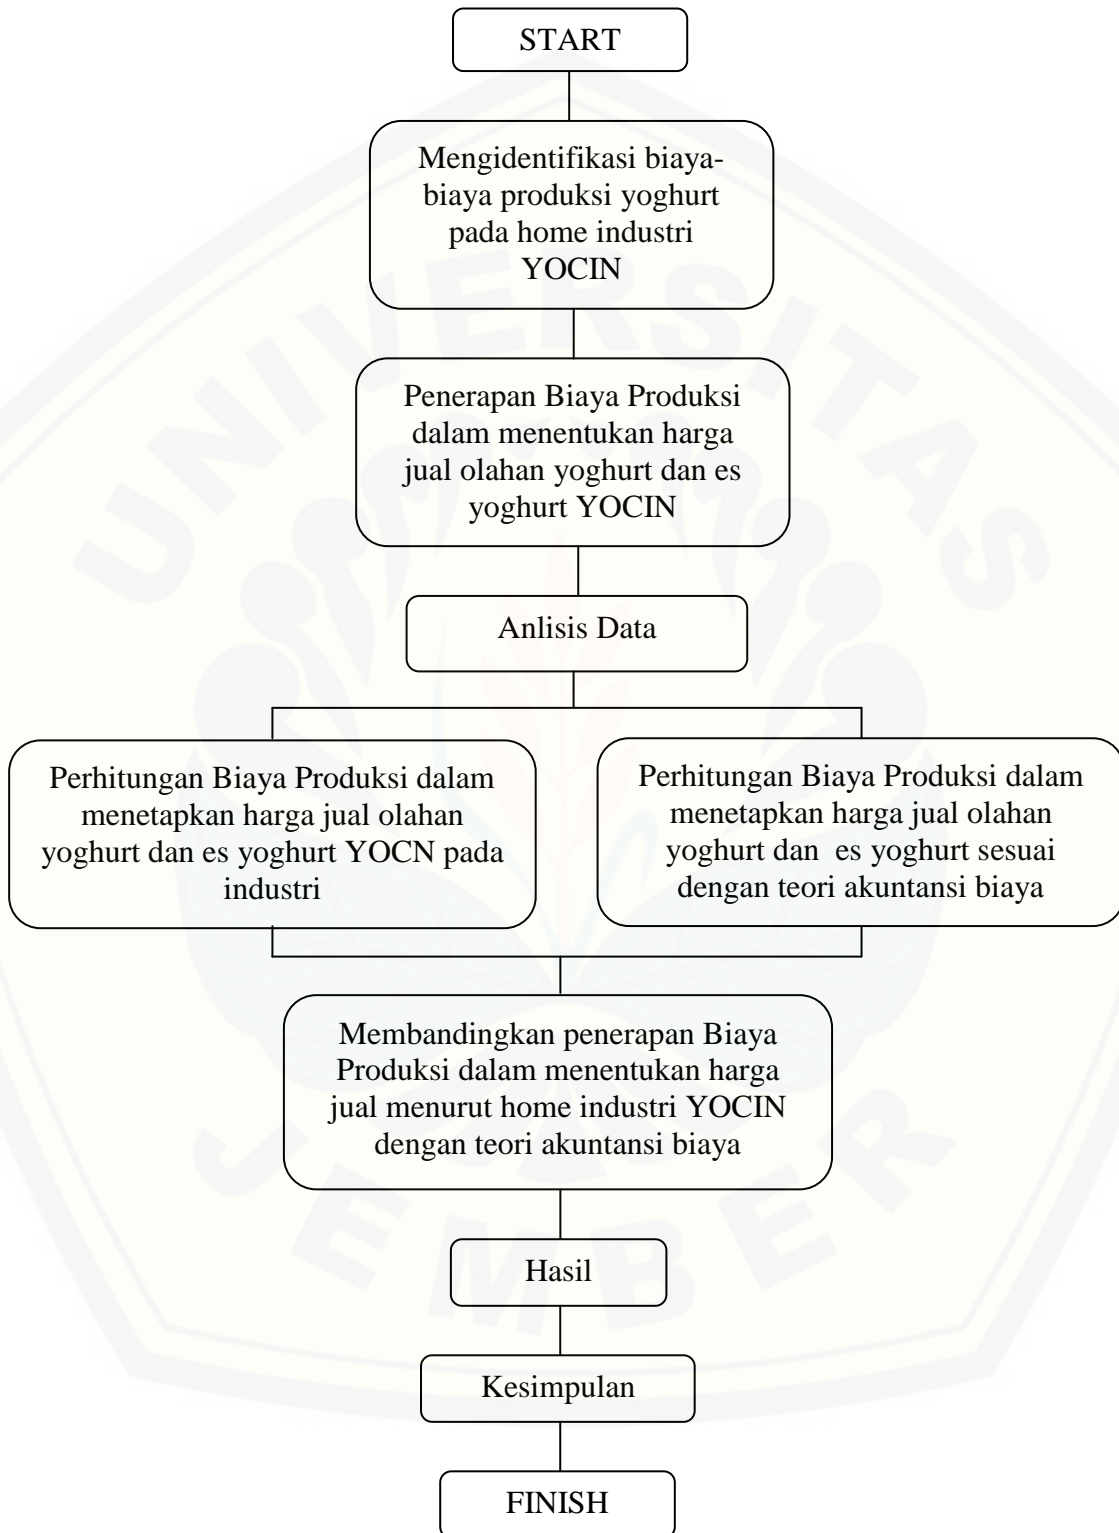 START
Mengidentifikasi biaya-
biaya produksi yoghurt
pada home industri
YOCIN
Penerapan Biaya Produksi
dalam menentukan harga
jual olahan yoghurt dan es
yoghurt YOCIN
Anlisis Data
Perhitungan Biaya Produksi dalam
menetapkan harga jual olahan
yoghurt dan es yoghurt YOCN pada
industri
Perhitungan Biaya Produksi dalam
menetapkan harga jual olahan
yoghurt dan es yoghurt sesuai
dengan teori akuntansi biaya
Membandingkan penerapan Biaya
Produksi dalam menentukan harga
jual menurut home industri YOCIN
dengan teori akuntansi biaya
Hasil
Kesimpulan
FINISH
UNIVERSITAS
JEMBER